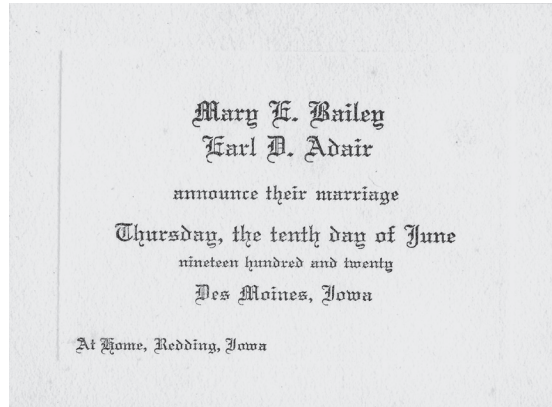 Mary E. Bailey
Earl D. Adair
announce their marriage
Thursday, the tenth day of June
nineteen hundred and twenty
Des Moines, Iowa
At Home, Redding, Iowa